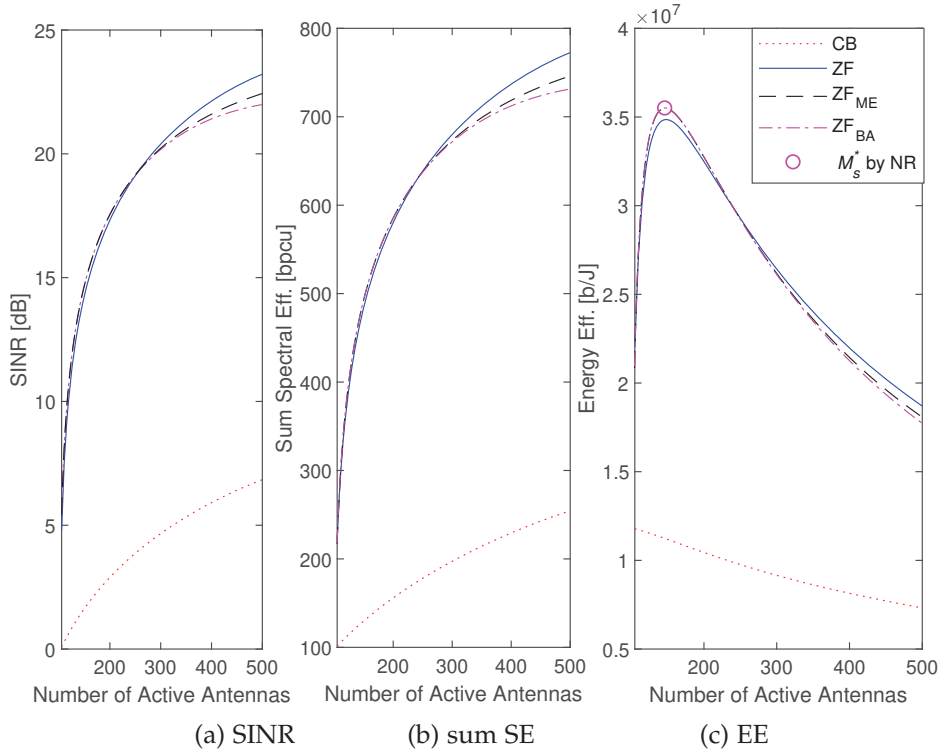 25
20
15
10
5
0
SINR [dB]
200 300 400 500
Number of Active Antennas
(a) SINR
800
700
600
500
400
300
200
100
Sum Spectral Eff. [bpcu]
200 300 400 500
Number of Active Antennas
(b) sum SE
×10⁷
4
3.5
3
2.5
2
1.5
1
0.5
Energy Eff. [b/J]
CB
ZF
ZF_ME
ZF_BA
M_s^* by NR
200 300 400 500
Number of Active Antennas
(c) EE